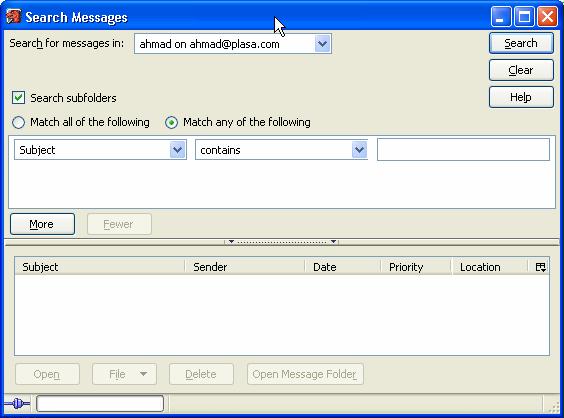 Search Messages
Search for messages in: ahmad on ahmad@plasa.com Search
Clear
Search subfolders Help
Match all of the following Match any of the following
Subject contains
More Fewer
Subject Sender Date Priority Location
Open File Delete Open Message Folder